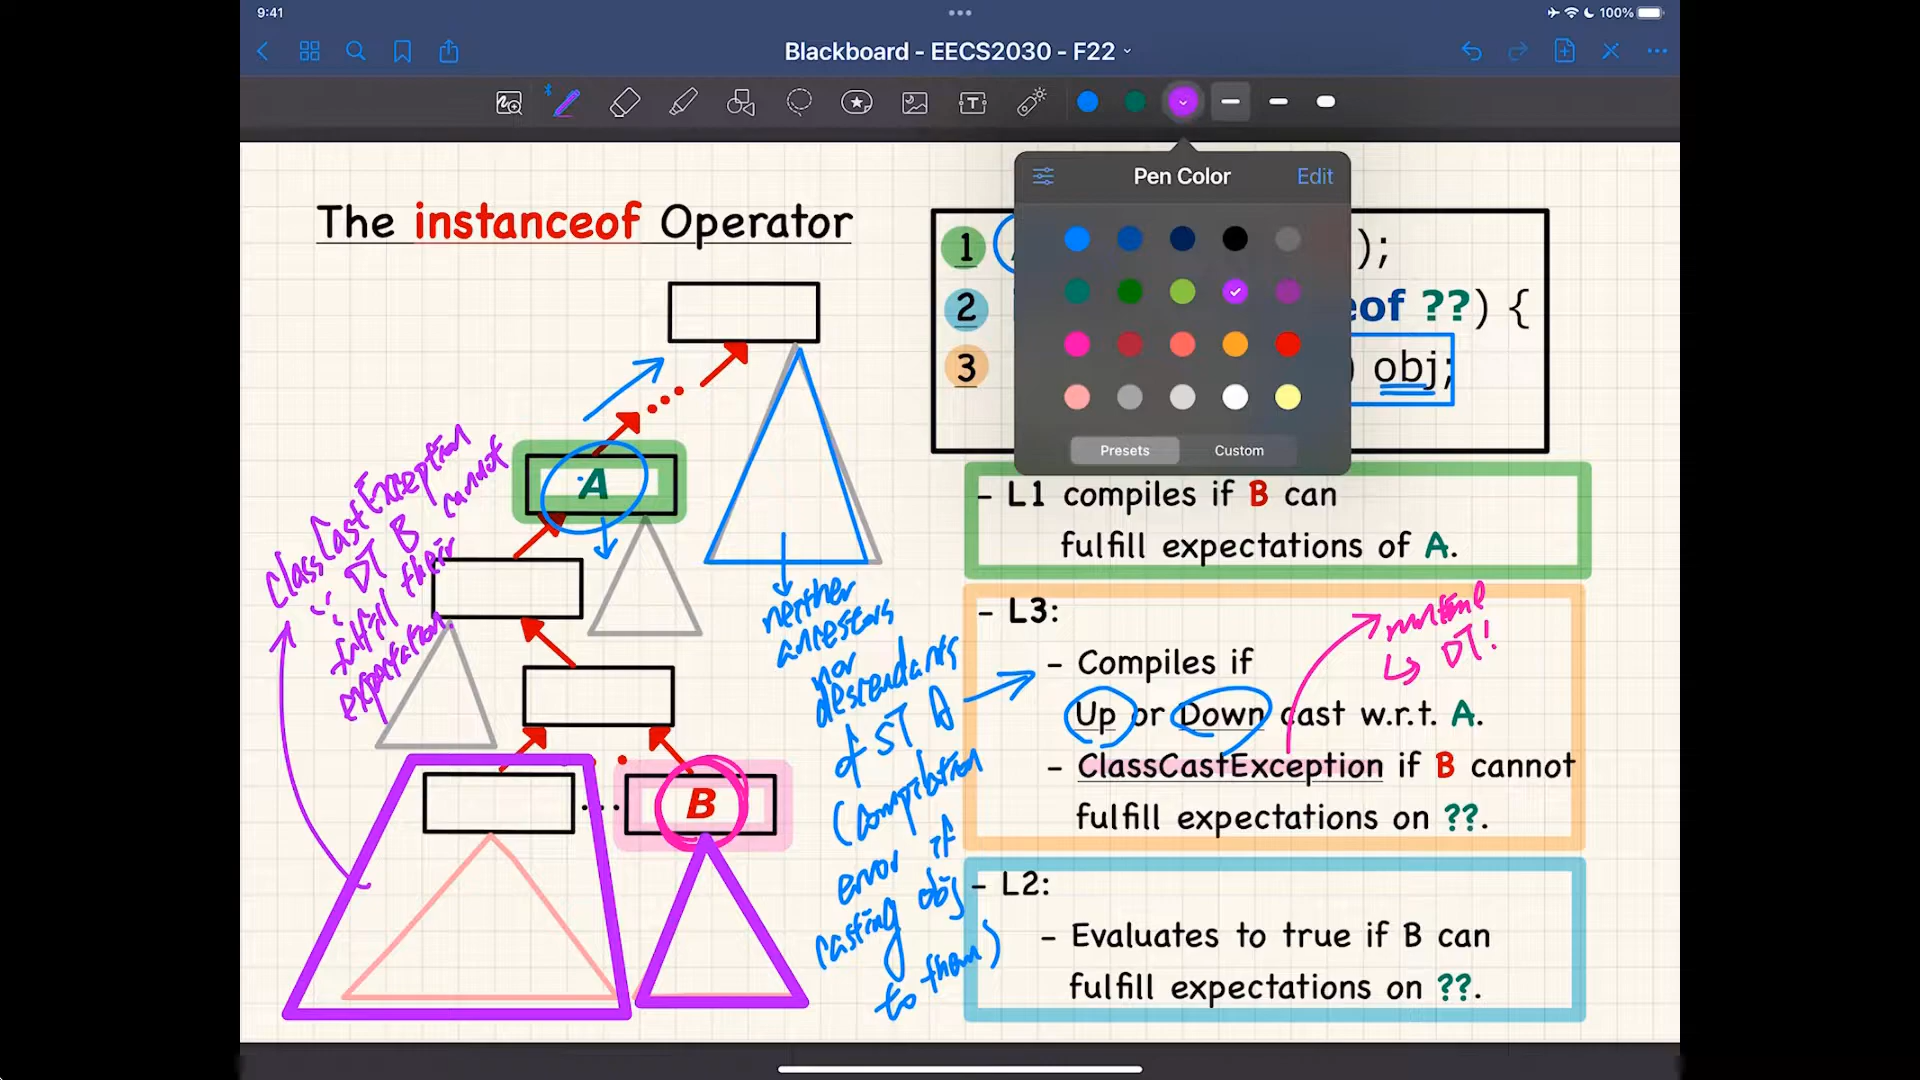 9:41
100%
Blackboard - EECS2030 - F22
Pen Color
Edit
Presets
Custom
The instanceof Operator
1 );
2 eof ??) {
3 ) obj;
A
B
ClassCastException
∵ DT B cannot
fulfill their
expectation.
neither
ancestors
nor
descendants
of ST A
(compilation
error if
casting obj
to them)
- L1 compiles if B can
fulfill expectations of A.
- L3:
- Compiles if
Up or Down cast w.r.t. A.
- ClassCastException if B cannot
fulfill expectations on ??.
runtime
↳ DT!
- L2:
- Evaluates to true if B can
fulfill expectations on ??.